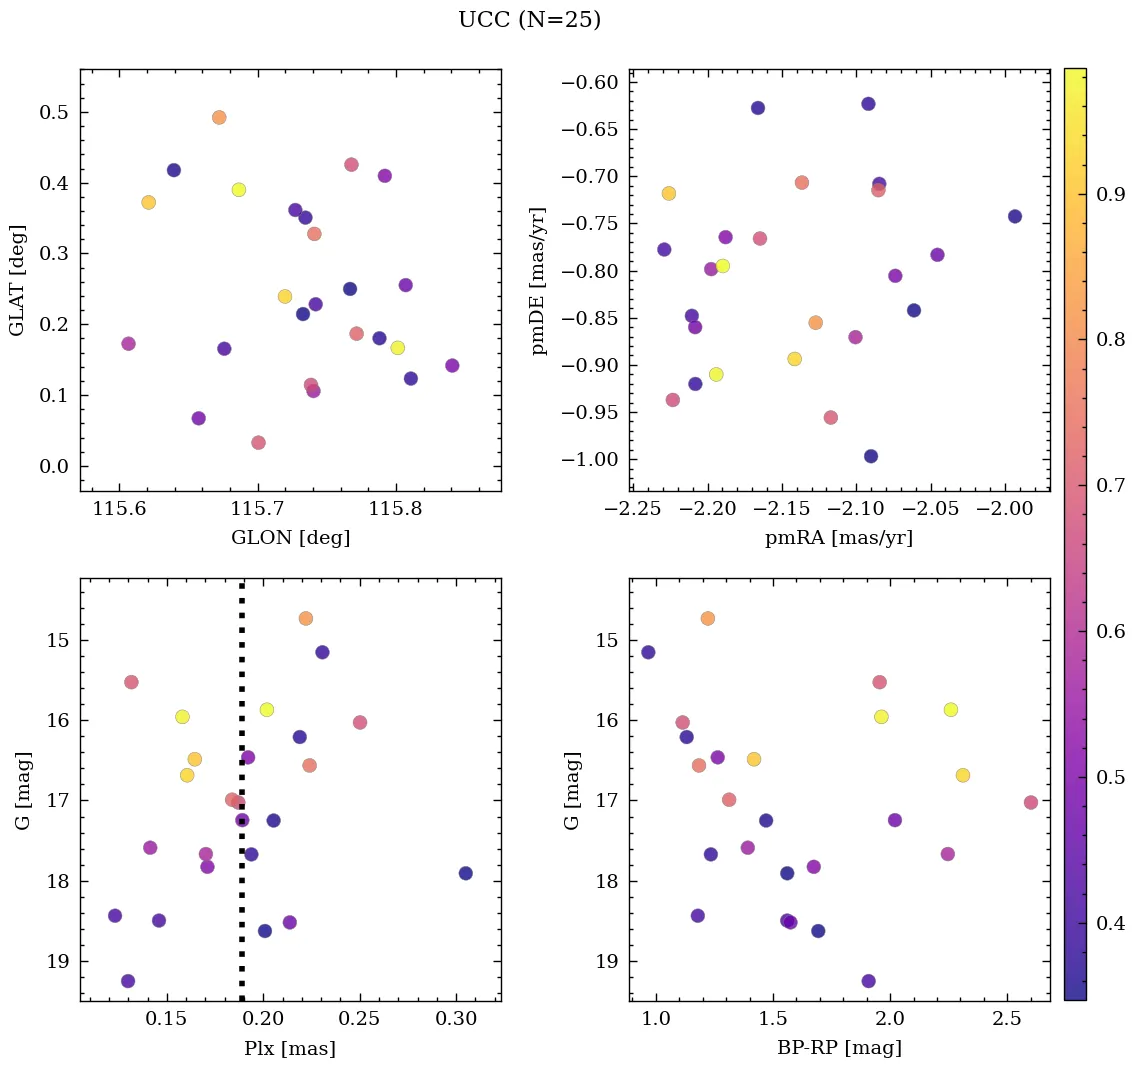 UCC (N=25)
0.5
0.4
0.3
0.2
0.1
0.0
GLAT [deg]
115.6 115.7 115.8
GLON [deg]
−0.60
−0.65
−0.70
−0.75
−0.80
−0.85
−0.90
−0.95
−1.00
pmDE [mas/yr]
−2.25 −2.20 −2.15 −2.10 −2.05 −2.00
pmRA [mas/yr]
0.9
0.8
0.7
0.6
0.5
0.4
15
16
17
18
19
G [mag]
0.15 0.20 0.25 0.30
Plx [mas]
15
16
17
18
19
G [mag]
1.0 1.5 2.0 2.5
BP-RP [mag]